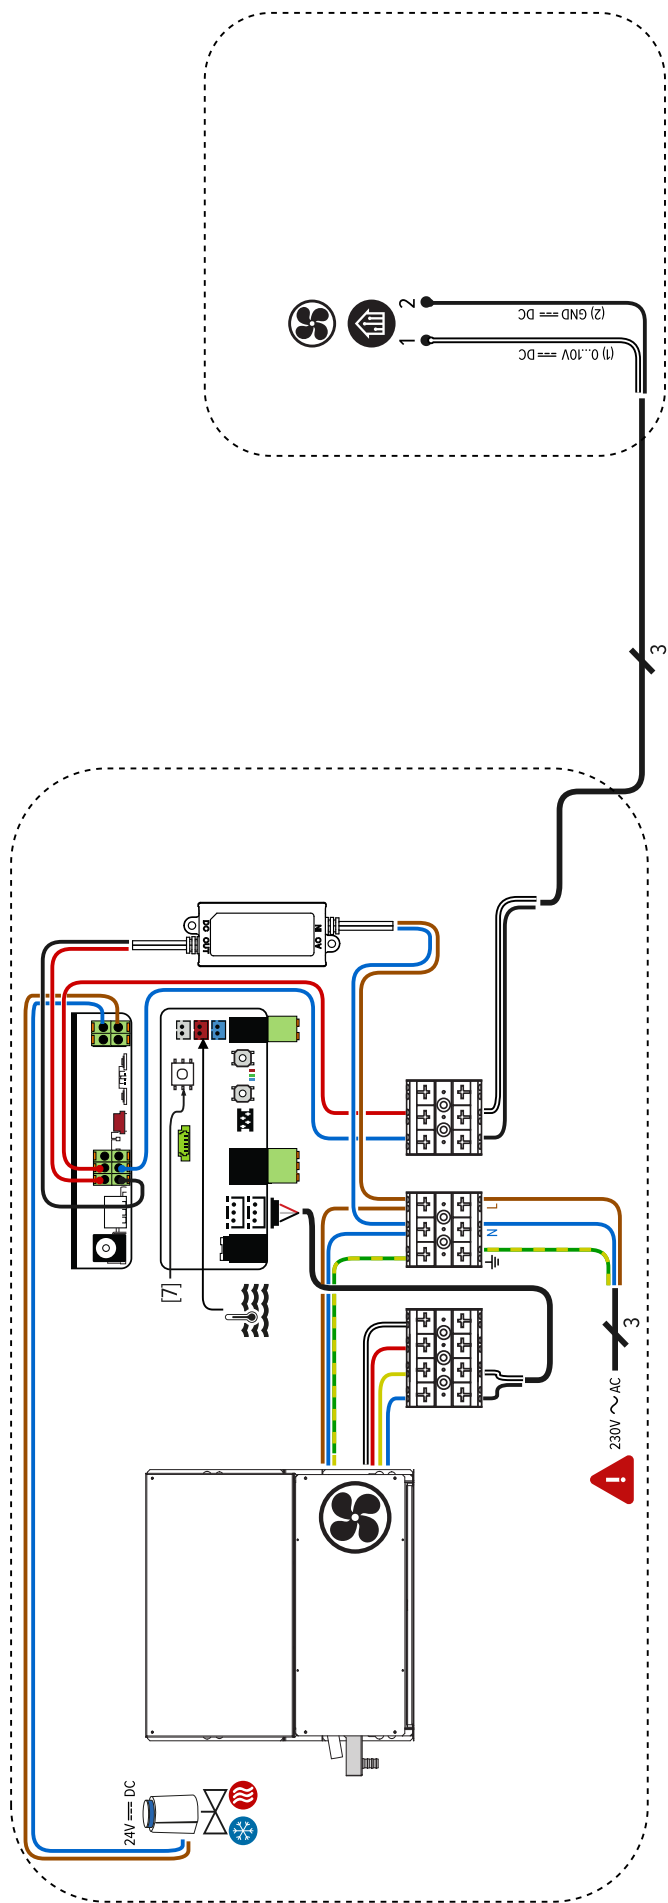 2
1
(2) GND ⎓ DC
(1) 0...10V ⎓ DC
3
DC OUT
AC IN
L
N
[7]
3
230V ~ AC
i
24V ⎓ DC